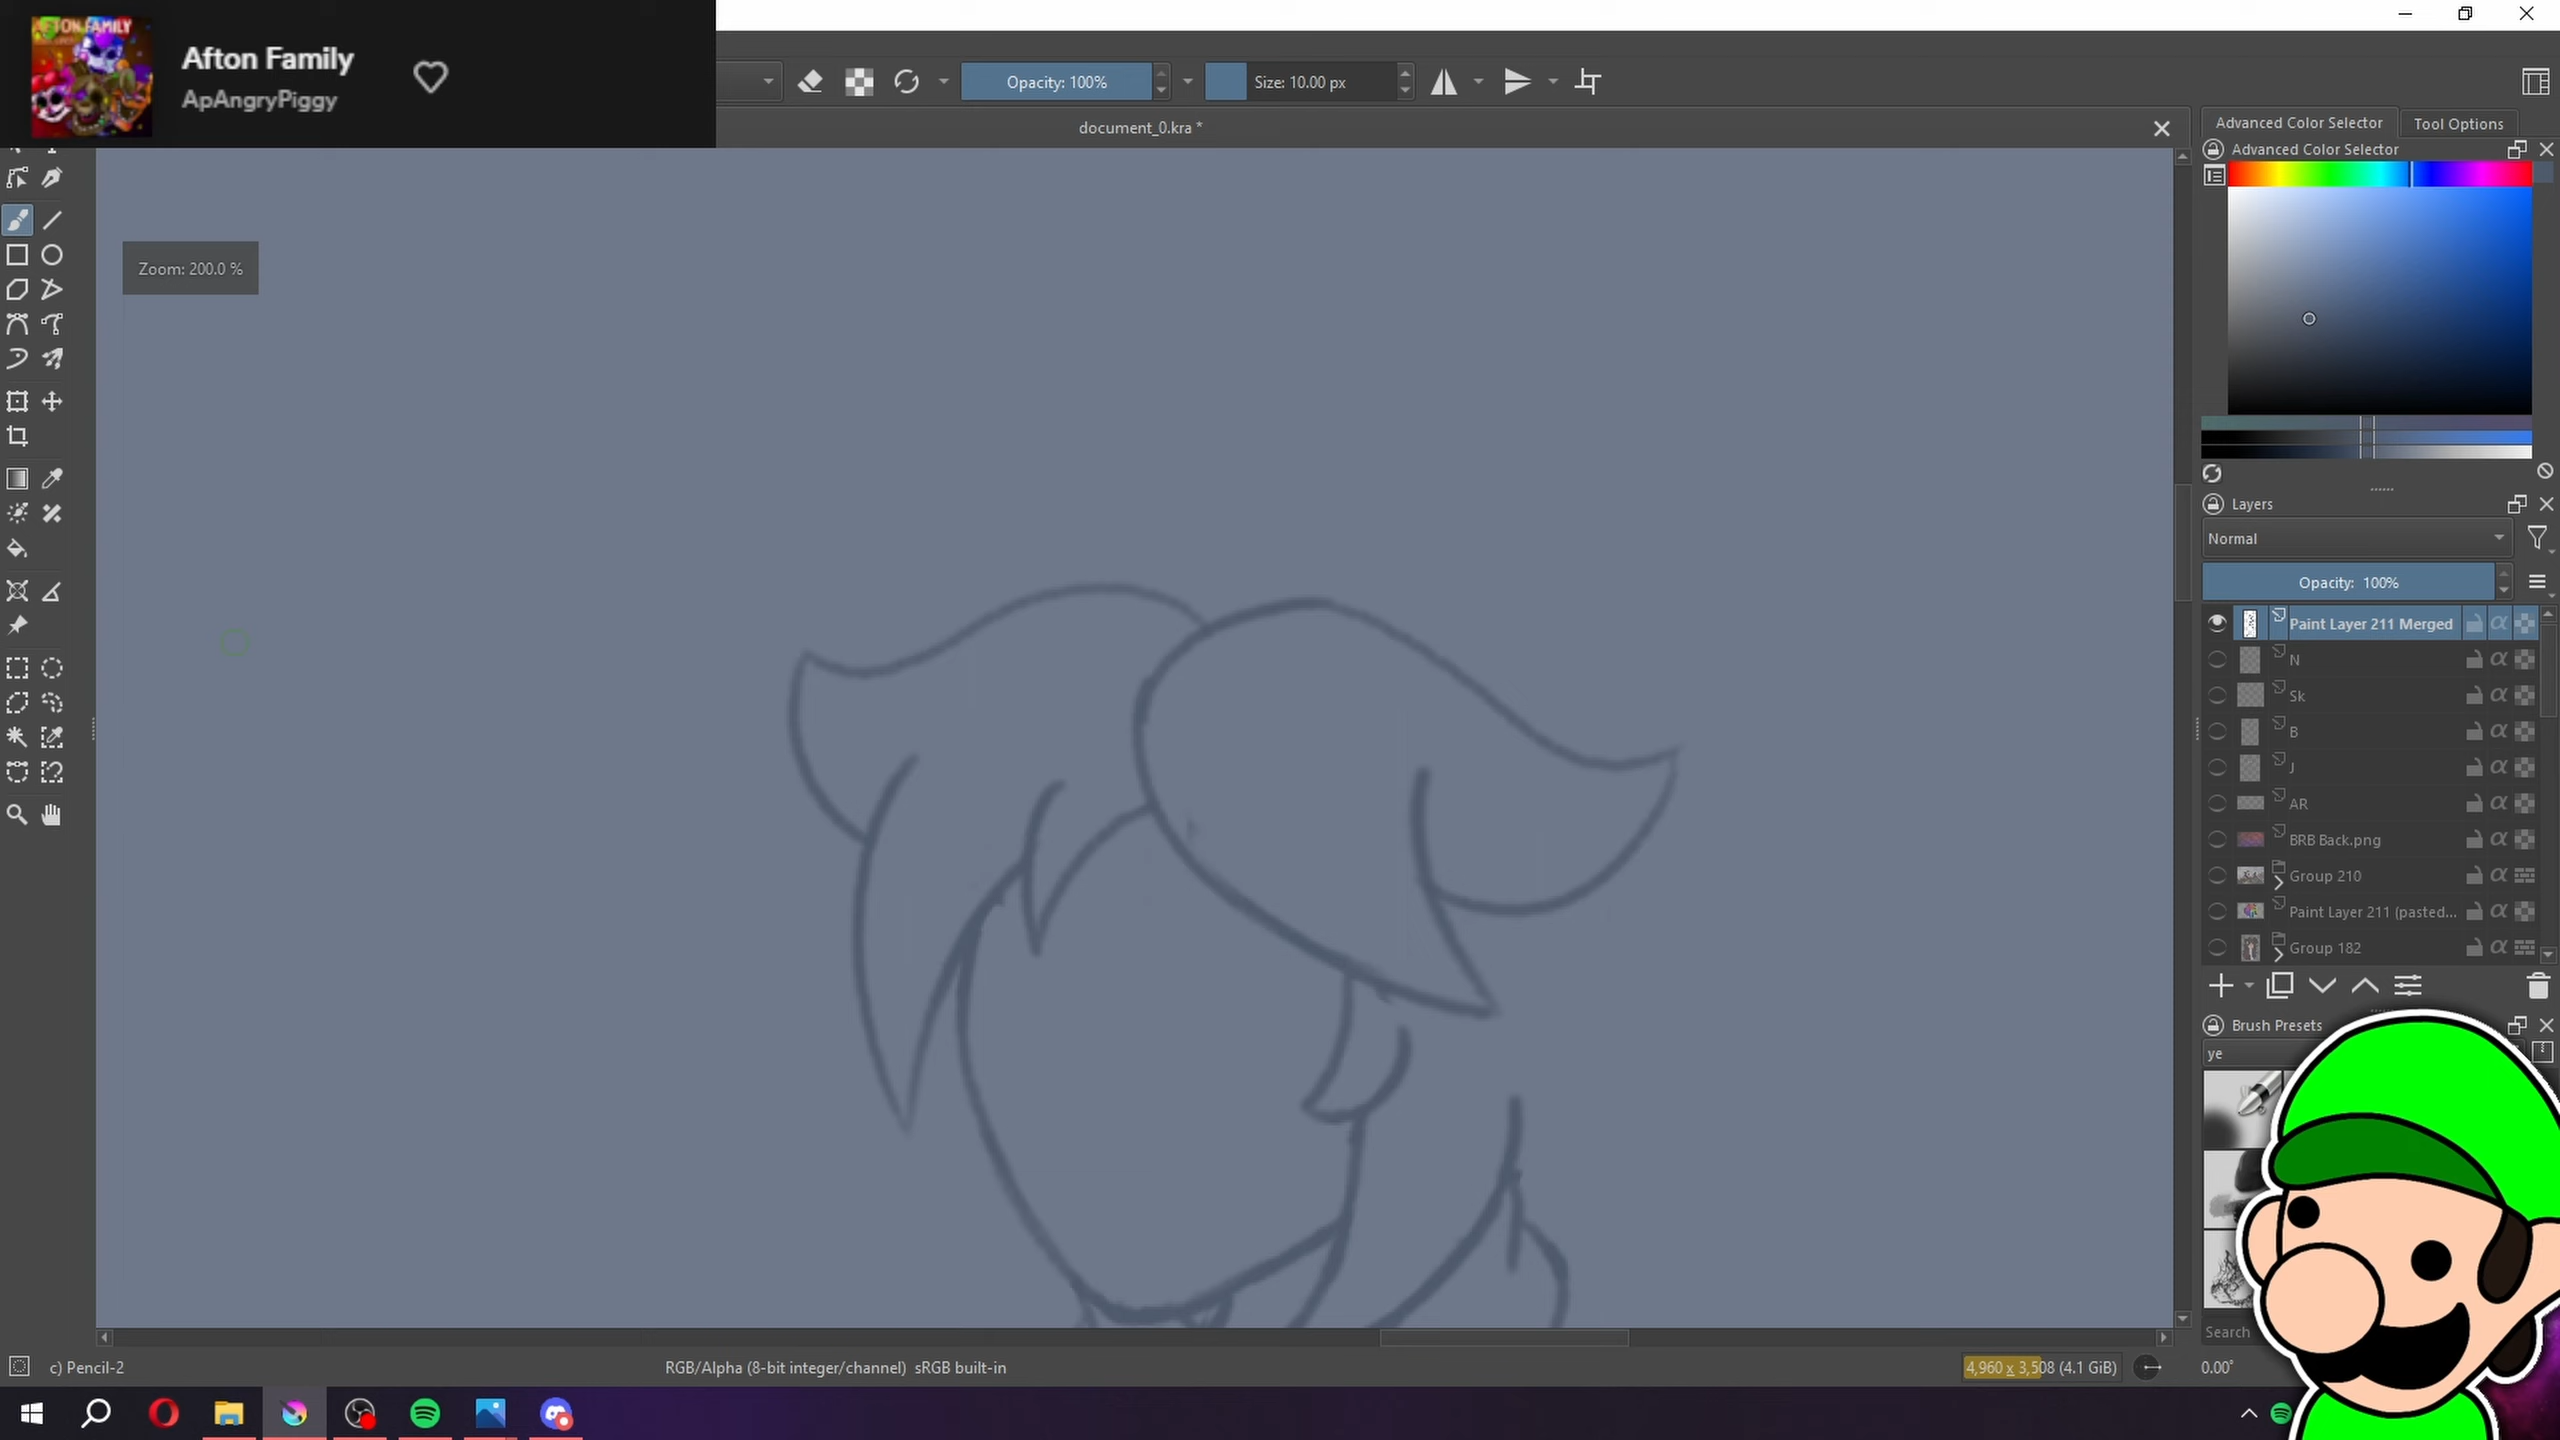 AFTON FAMILY
Afton Family
ApAngryPiggy
Opacity: 100%
Size: 10.00 px
document_0.kra *
Advanced Color Selector
Tool Options
Advanced Color Selector
Zoom: 200.0 %
Layers
Normal
Opacity: 100%
Paint Layer 211 Merged
N
Sk
B
J
AR
BRB Back.png
Group 210
Paint Layer 211 (pasted...
Group 182
Brush Presets
ye
Search
c) Pencil-2
RGB/Alpha (8-bit integer/channel) sRGB built-in
4,960 x 3,508 (4.1 GiB)
0.00°